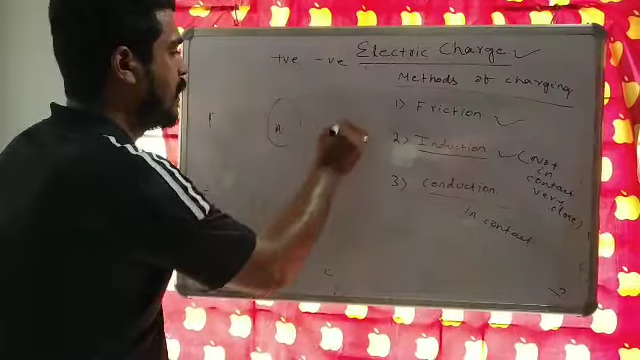 +ve -ve Electric Charge
Methods of charging
1) Friction
2) Induction (not
in
contact
very
close)
3) conduction
in contact
A